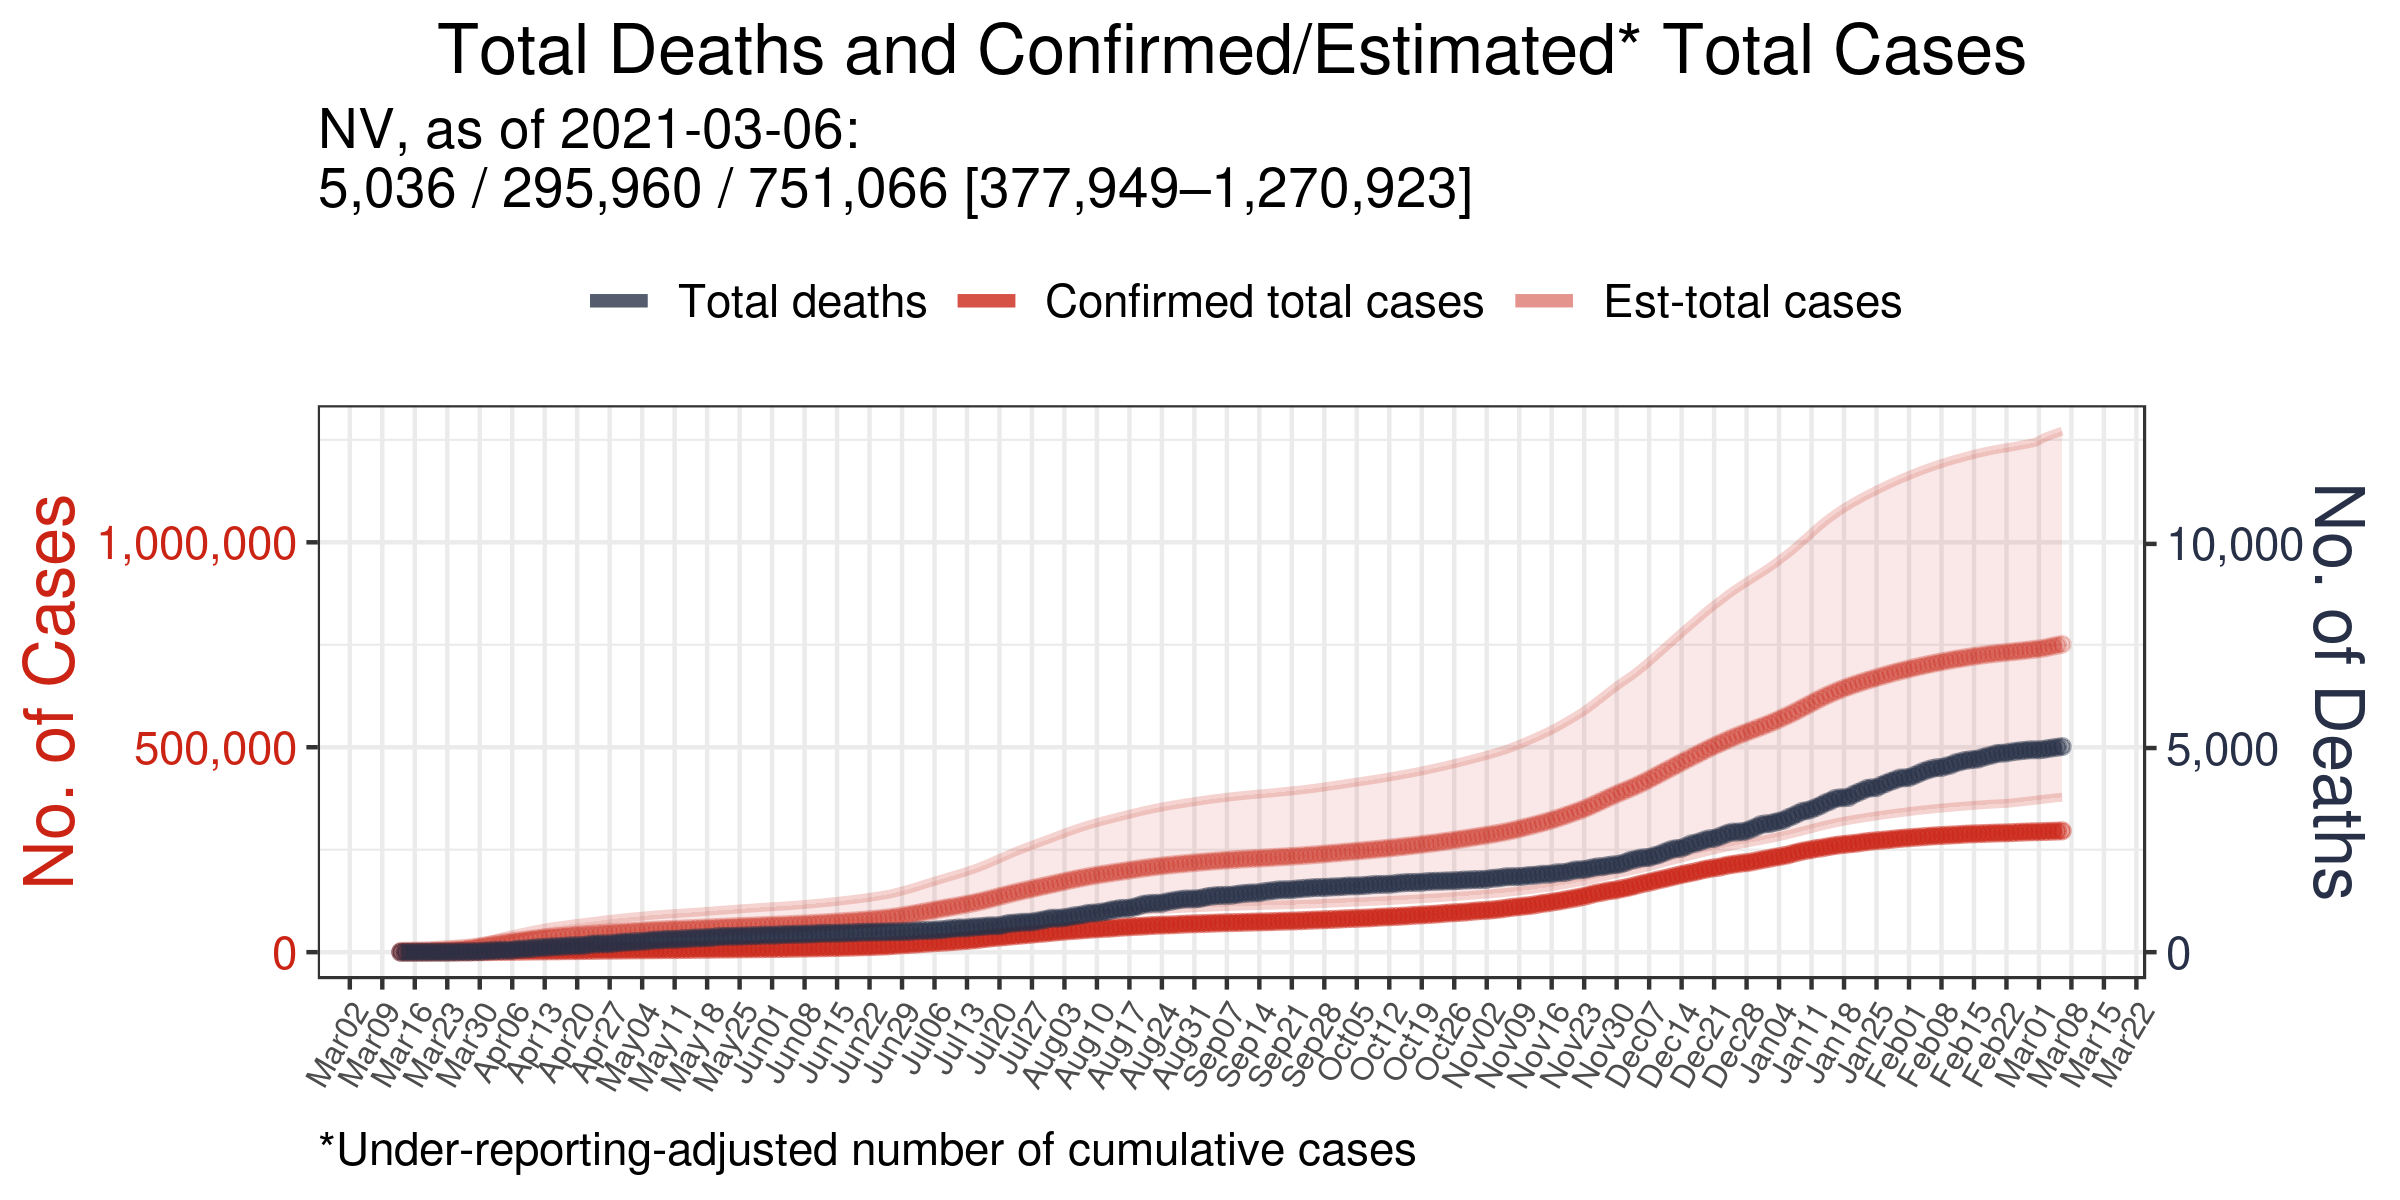 Total Deaths and Confirmed/Estimated* Total Cases
NV, as of 2021-03-06:
5,036 / 295,960 / 751,066 [377,949–1,270,923]
Total deaths
Confirmed total cases
Est-total cases
No. of Cases
1,000,000
500,000
0
10,000
5,000
0
No. of Deaths
Mar02
Mar09
Mar16
Mar23
Mar30
Apr06
Apr13
Apr20
Apr27
May04
May11
May18
May25
Jun01
Jun08
Jun15
Jun22
Jun29
Jul06
Jul13
Jul20
Jul27
Aug03
Aug10
Aug17
Aug24
Aug31
Sep07
Sep14
Sep21
Sep28
Oct05
Oct12
Oct19
Oct26
Nov02
Nov09
Nov16
Nov23
Nov30
Dec07
Dec14
Dec21
Dec28
Jan04
Jan11
Jan18
Jan25
Feb01
Feb08
Feb15
Feb22
Mar01
Mar08
Mar15
Mar22
*Under-reporting-adjusted number of cumulative cases